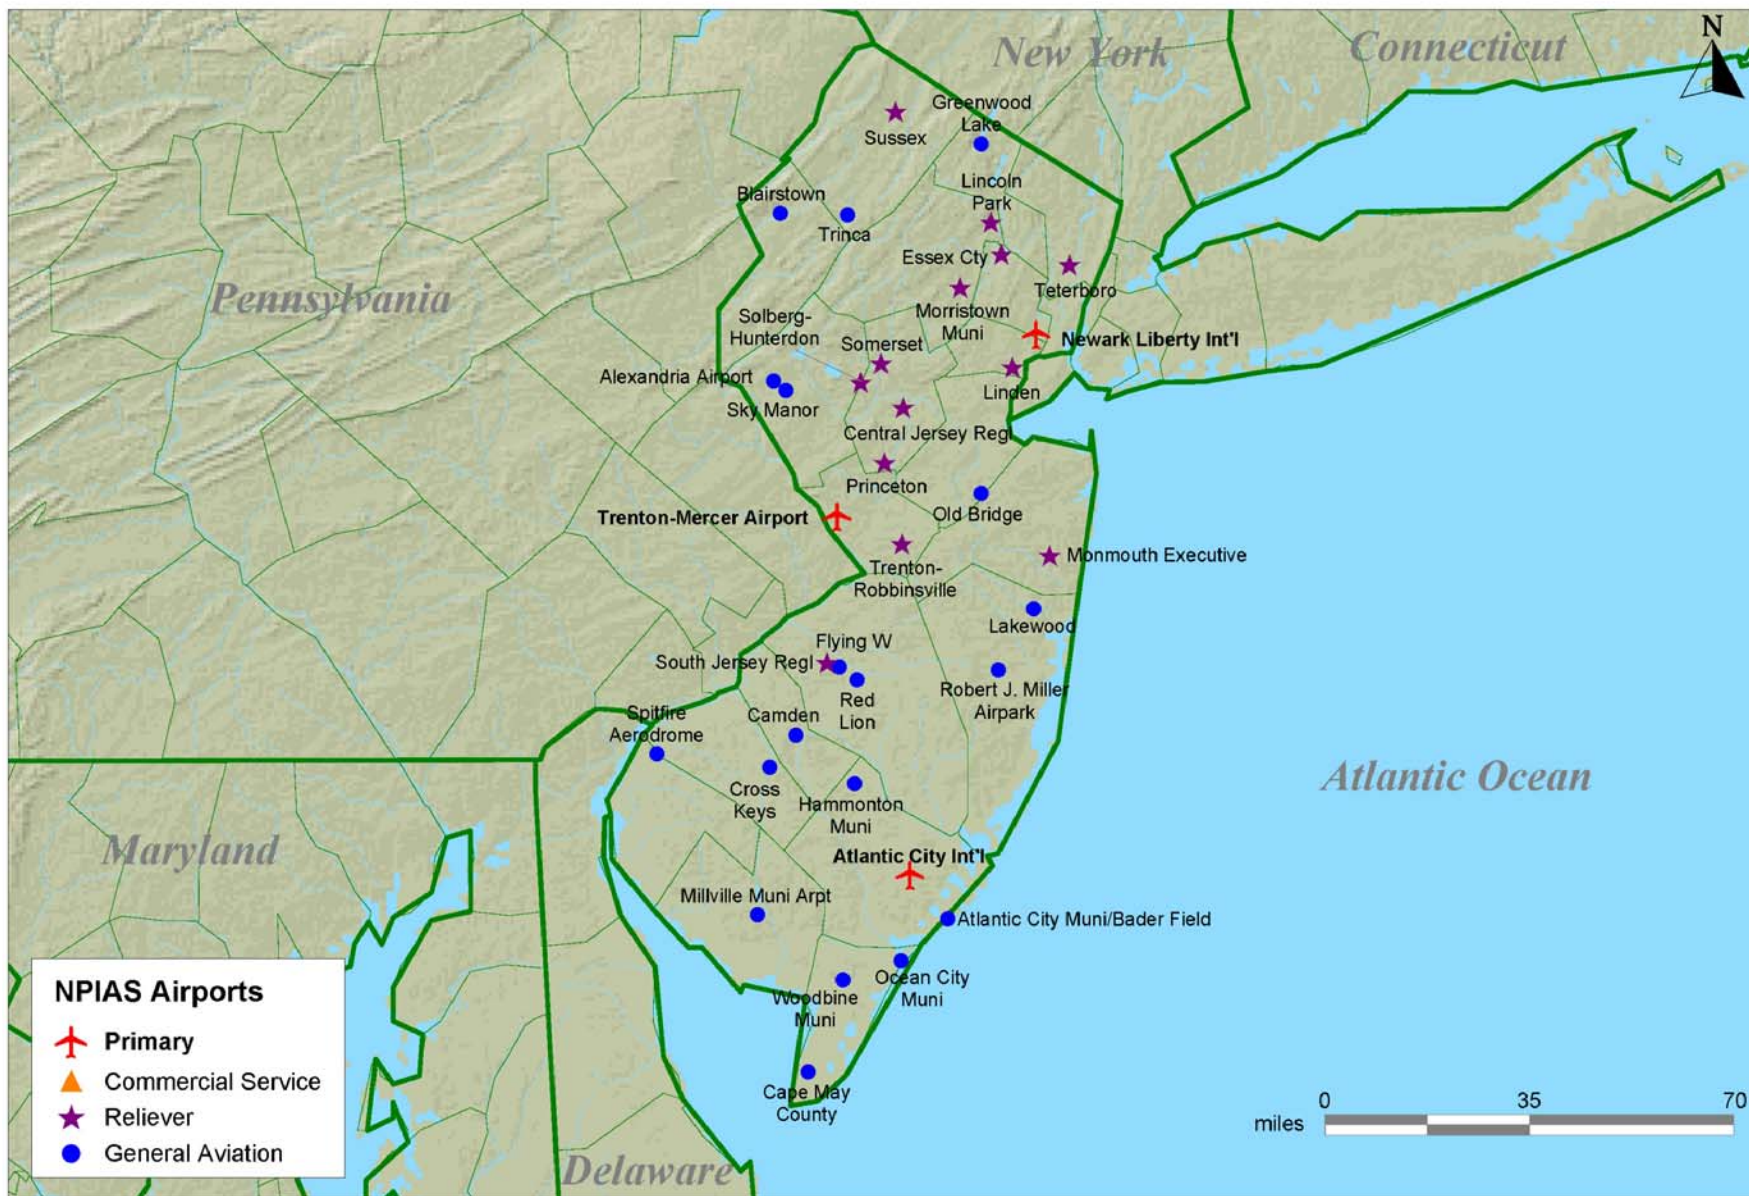 New York
Connecticut
N
Greenwood
Lake
Sussex
Lincoln
Park
Blairstown
Trinca
Essex Cty
Teterboro
Pennsylvania
Morristown
Muni
Solberg-
Hunterdon
Newark Liberty Int'l
Somerset
Alexandria Airport
Linden
Sky Manor
Central Jersey Regl
Princeton
Old Bridge
Trenton-Mercer Airport
Monmouth Executive
Trenton-
Robbinsville
Lakewood
Flying W
South Jersey Regl
Robert J. Miller
Airpark
Red
Lion
Spitfire
Aerodrome
Camden
Atlantic Ocean
Cross
Keys
Hammonton
Muni
Maryland
Atlantic City Int'l
Millville Muni Arpt
Atlantic City Muni/Bader Field
Ocean City
Muni
Woodbine
Muni
Cape May
County
NPIAS Airports
Primary
Commercial Service
Reliever
General Aviation
0 35 70
miles
Delaware